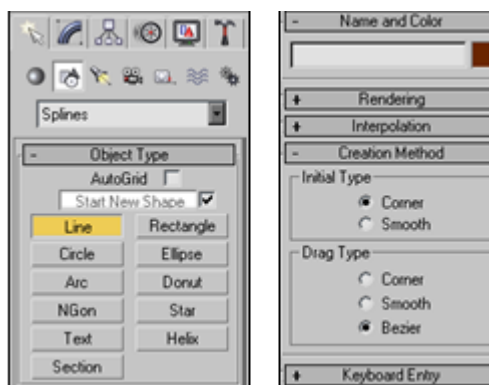 Splines
- Object Type
AutoGrid
Start New Shape
Line Rectangle
Circle Ellipse
Arc Donut
NGon Star
Text Helix
Section
- Name and Color
+ Rendering
+ Interpolation
- Creation Method
Initial Type
Corner
Smooth
Drag Type
Corner
Smooth
Bezier
+ Keyboard Entry